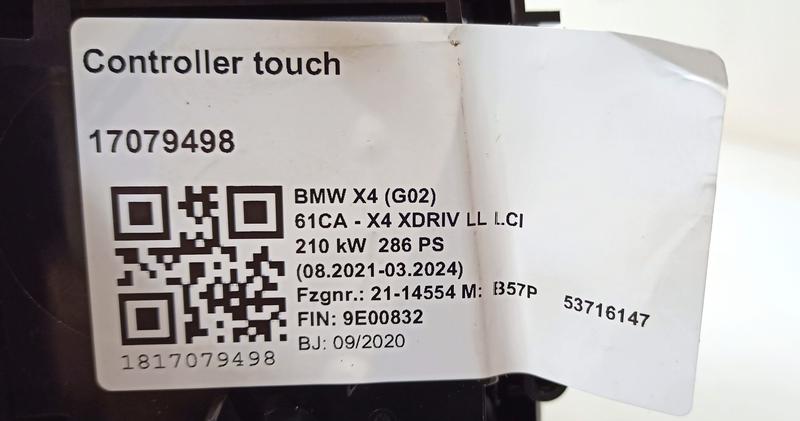 Controller touch
17079498
BMW X4 (G02)
61CA - X4 XDRIV LL LCI
210 kW 286 PS
(08.2021-03.2024)
Fzgnr.: 21-14554 M: B57P 53716147
FIN: 9E00832
BJ: 09/2020
1817079498